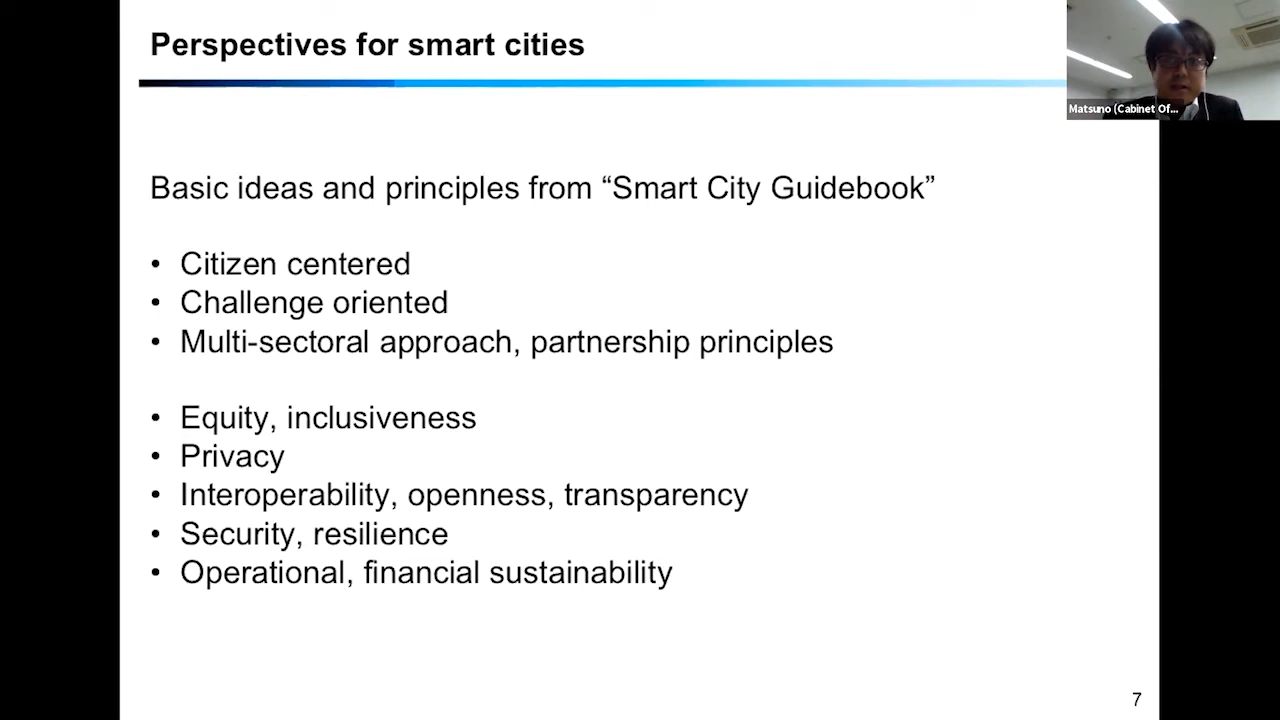 Perspectives for smart cities
Matsuno (Cabinet Of...
Basic ideas and principles from “Smart City Guidebook”
• Citizen centered
• Challenge oriented
• Multi-sectoral approach, partnership principles
• Equity, inclusiveness
• Privacy
• Interoperability, openness, transparency
• Security, resilience
• Operational, financial sustainability
7